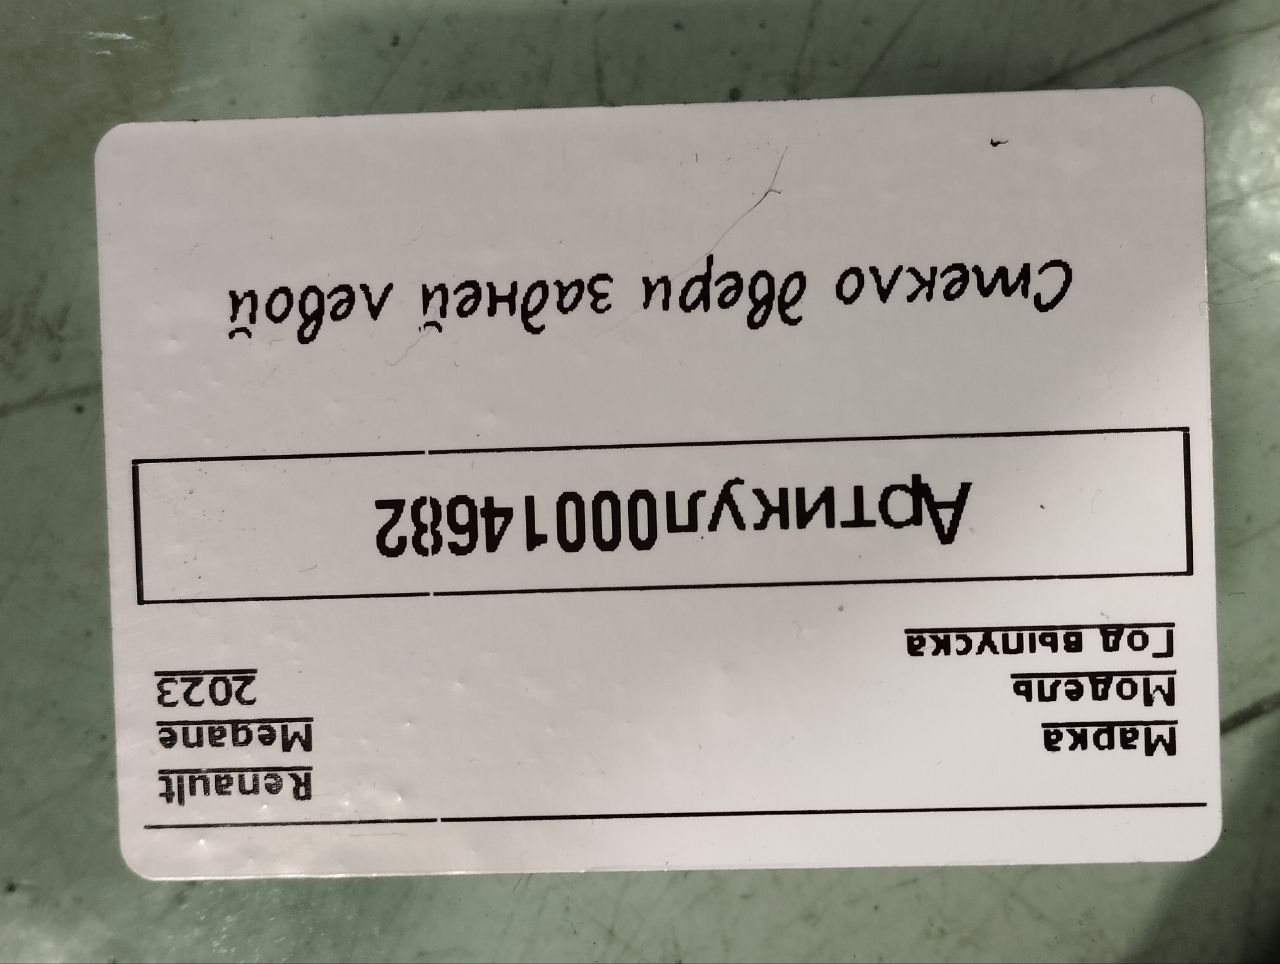 Марка Renault
Модель Megane
Год выпуска 2023
Артикул00014682
Стекло двери задней левой